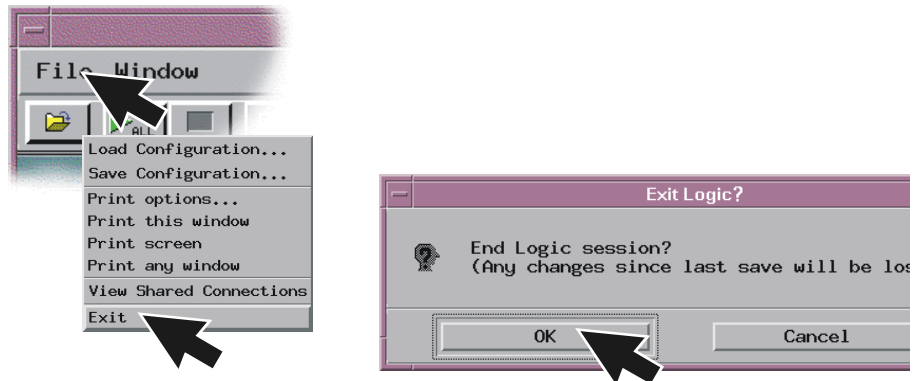 File Window
ALL
Load Configuration...
Save Configuration...
Print options...
Print this window
Print screen
Print any window
View Shared Connections
Exit
Exit Logic?
End Logic session?
(Any changes since last save will be los
OK
Cancel